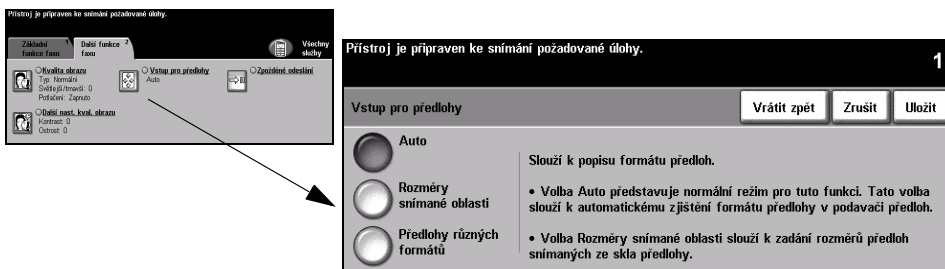 Přístroj je připraven ke snímání požadované úlohy.
Základní funkce faxu 1
Další funkce faxu 2
Všechny služby
Kvalita obrazu
Typ: Normální
Světlejší/tmavší: 0
Potlačení: Zapnuto
Vstup pro předlohy
Auto
Zpožděné odeslání
Další nast. kval. obrazu
Kontrast: 0
Ostrost: 0
Přístroj je připraven ke snímání požadované úlohy.
1
Vstup pro předlohy
Vrátit zpět
Zrušit
Uložit
Auto
Rozměry
snímané oblasti
Předlohy různých
formátů
Slouží k popisu formátu předloh.
• Volba Auto představuje normální režim pro tuto funkci. Tato volba
slouží k automatickému zjištění formátu předlohy v podavači předloh.
• Volba Rozměry snímané oblasti slouží k zadání rozměrů předloh
snímaných ze skla předlohy.